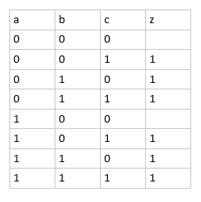 a b c z
0 0 0
0 0 1 1
0 1 0 1
0 1 1 1
1 0 0
1 0 1 1
1 1 0 1
1 1 1 1